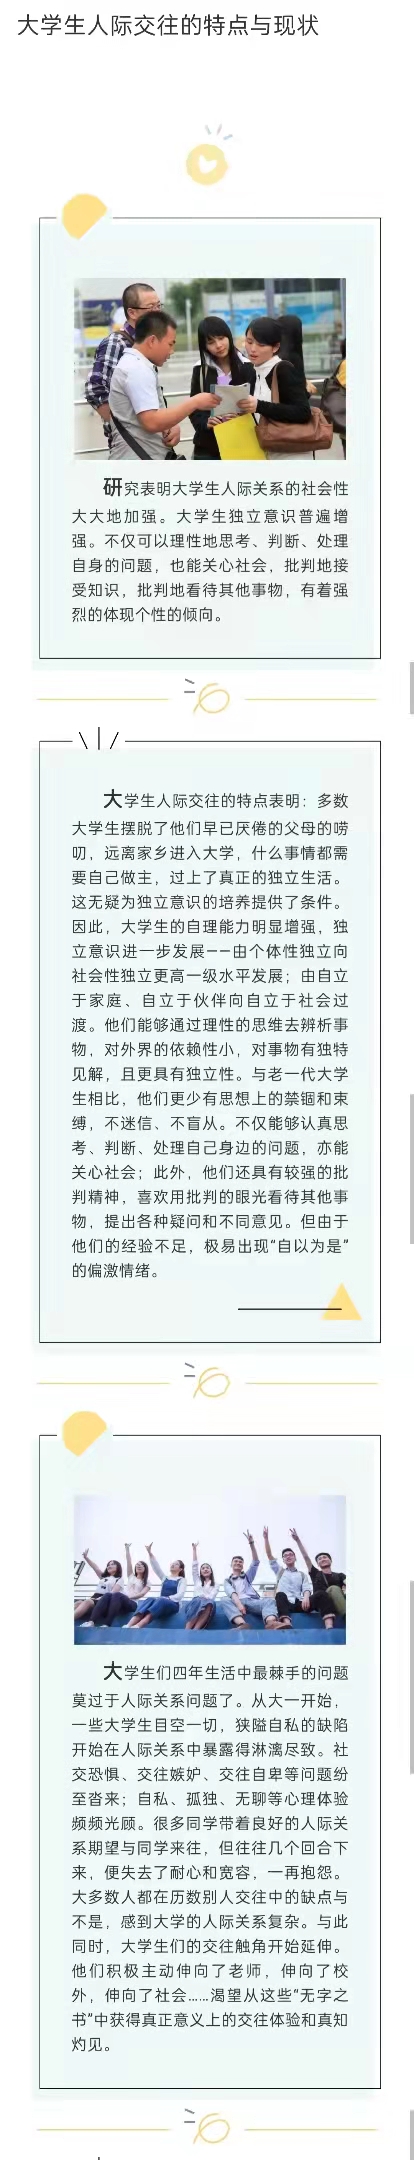 大学生人际交往的特点与现状
研究表明大学生人际关系的社会性
大大地加强。大学生独立意识普遍增
强。不仅可以理性地思考、判断、处理
自身的问题，也能关心社会，批判地接
受知识，批判地看待其他事物，有着强
烈的体现个性的倾向。
大学生人际交往的特点表明：多数
大学生摆脱了他们早已厌倦的父母的唠
叨，远离家乡进入大学，什么事情都需
要自己做主，过上了真正的独立生活。
这无疑为独立意识的培养提供了条件。
因此，大学生的自理能力明显增强，独
立意识进一步发展——由个体性独立向
社会性独立更高一级水平发展；由自立
于家庭、自立于伙伴向自立于社会过
渡。他们能够通过理性的思维去辨析事
物，对外界的依赖性小，对事物有独特
见解，且更具有独立性。与老一代大学
生相比，他们更少有思想上的禁锢和束
缚，不迷信、不盲从。不仅能够认真思
考、判断、处理自己身边的问题，亦能
关心社会；此外，他们还具有较强的批
判精神，喜欢用批判的眼光看待其他事
物，提出各种疑问和不同意见。但由于
他们的经验不足，极易出现“自以为是”
的偏激情绪。
大学生们四年生活中最棘手的问题
莫过于人际关系问题了。从大一开始，
一些大学生目空一切，狭隘自私的缺陷
开始在人际关系中暴露得淋漓尽致。社
交恐惧、交往嫉妒、交往自卑等问题纷
至沓来；自私、孤独、无聊等心理体验
频频光顾。很多同学带着良好的人际关
系期望与同学来往，但往往几个回合下
来，便失去了耐心和宽容，一再抱怨。
大多数人都在历数别人交往中的缺点与
不是，感到大学的人际关系复杂。与此
同时，大学生们的交往触角开始延伸。
他们积极主动伸向了老师，伸向了校
外，伸向了社会……渴望从这些“无字之
书”中获得真正意义上的交往体验和真知
灼见。